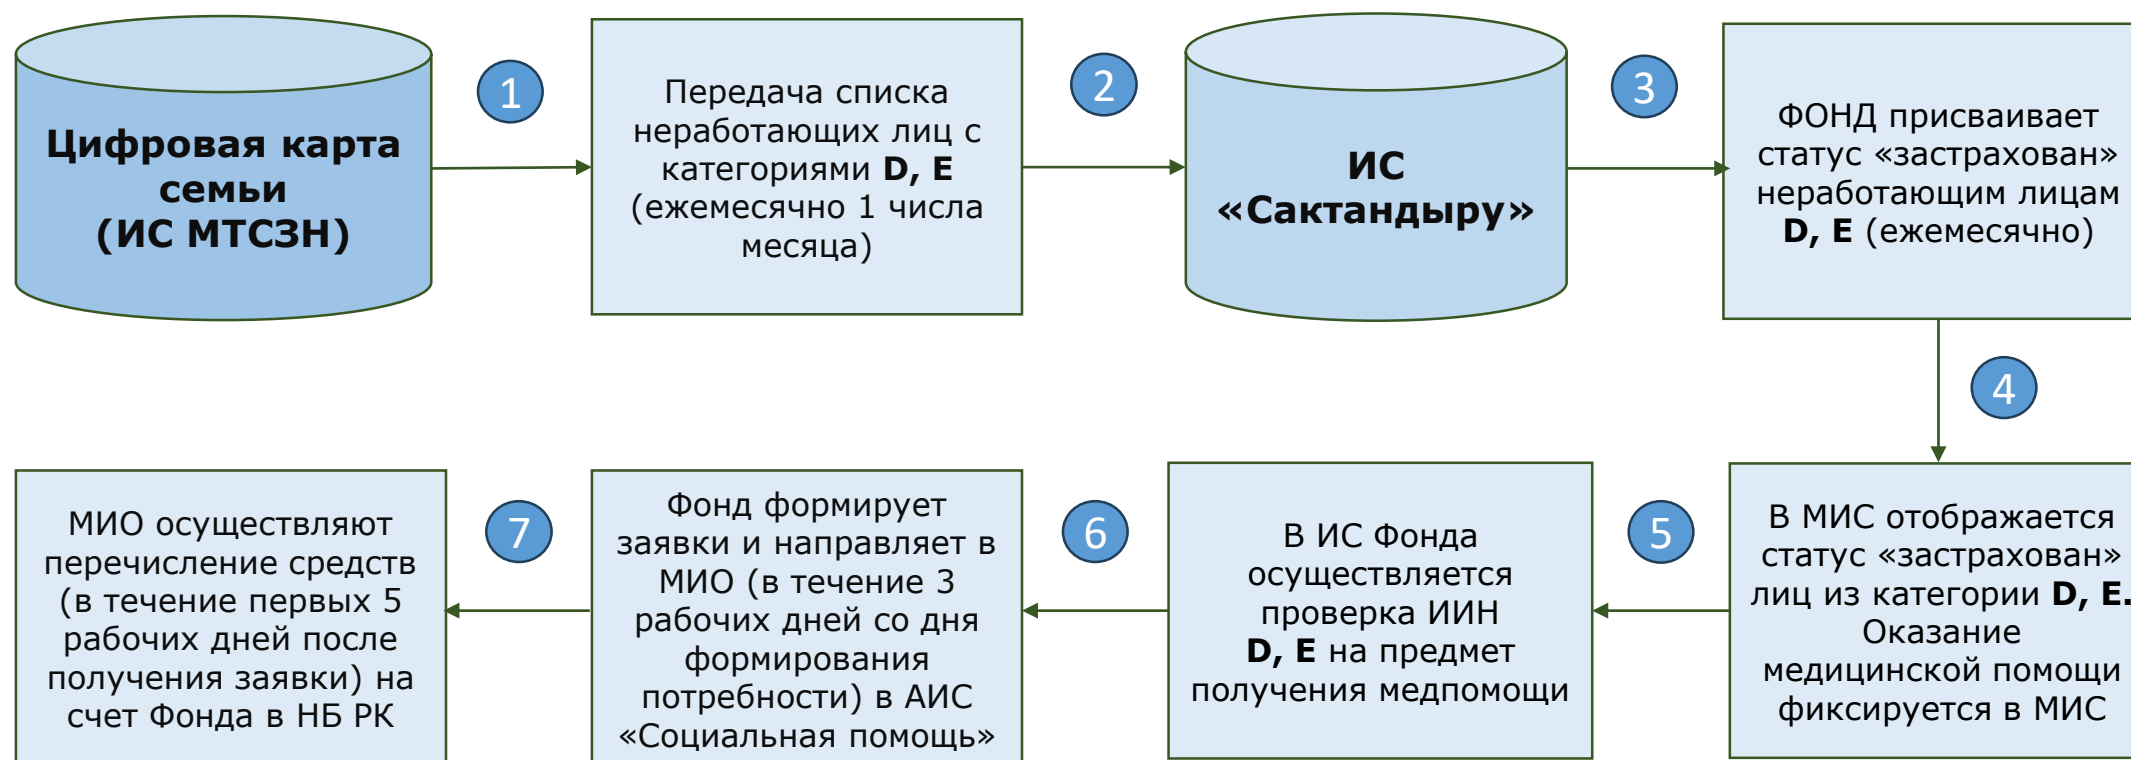 Цифровая карта
семьи
(ИС МТСЗН)
1
Передача списка
неработающих лиц с
категориями D, E
(ежемесячно 1 числа
месяца)
2
ИС
«Сактандыру»
3
ФОНД присваивает
статус «застрахован»
неработающим лицам
D, E (ежемесячно)
4
В МИС отображается
статус «застрахован»
лиц из категории D, E.
Оказание
медицинской помощи
фиксируется в МИС
5
В ИС Фонда
осуществляется
проверка ИИН
D, E на предмет
получения медпомощи
6
Фонд формирует
заявки и направляет в
МИО (в течение 3
рабочих дней со дня
формирования
потребности) в АИС
«Социальная помощь»
7
МИО осуществляют
перечисление средств
(в течение первых 5
рабочих дней после
получения заявки) на
счет Фонда в НБ РК